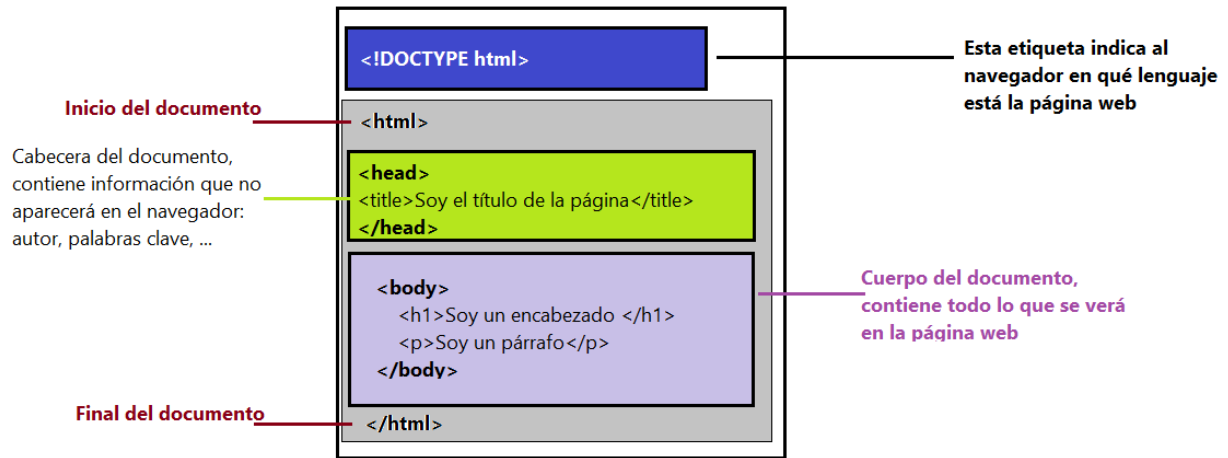 <!DOCTYPE html>
Esta etiqueta indica al
navegador en qué lenguaje
está la página web
Inicio del documento
<html>
Cabecera del documento,
contiene información que no
aparecerá en el navegador:
autor, palabras clave, ...
<head>
<title>Soy el título de la página</title>
</head>
<body>
<h1>Soy un encabezado </h1>
<p>Soy un párrafo</p>
</body>
Cuerpo del documento,
contiene todo lo que se verá
en la página web
Final del documento
</html>